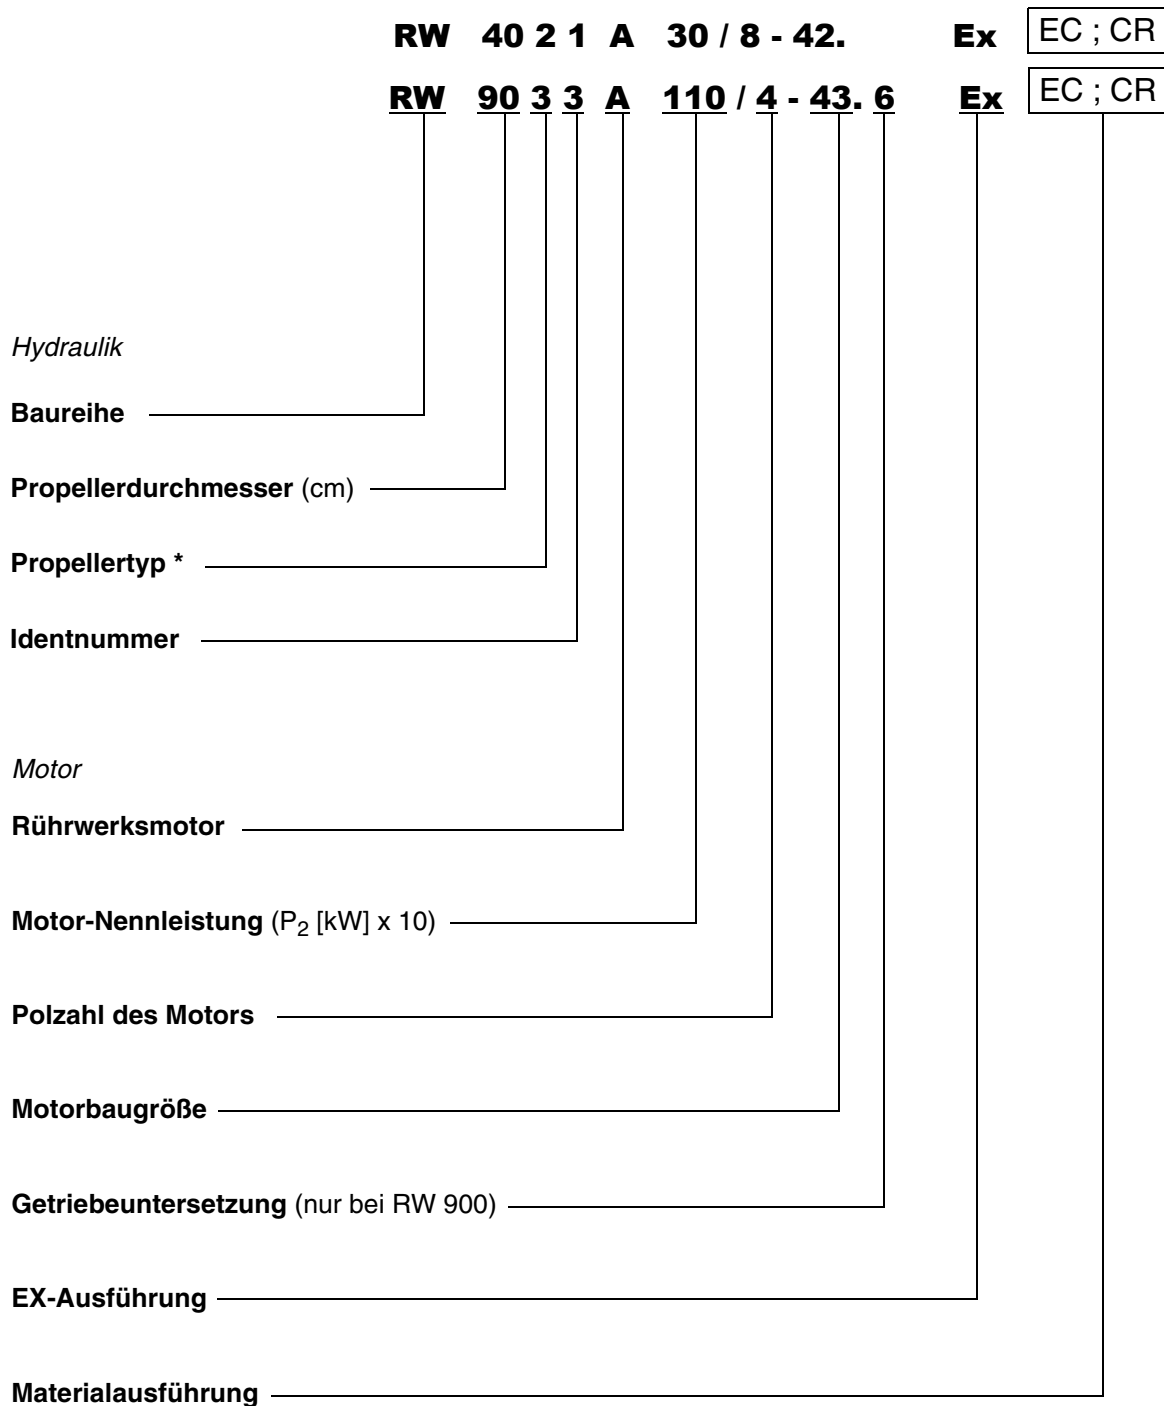 RW 40 2 1 A 30 / 8 - 42. Ex EC ; CR
RW 90 3 3 A 110 / 4 - 43. 6 Ex EC ; CR
Hydraulik
Baureihe
Propellerdurchmesser (cm)
Propellertyp *
Identnummer
Motor
Rührwerksmotor
Motor-Nennleistung (P2 [kW] x 10)
Polzahl des Motors
Motorbaugröße
Getriebeuntersetzung (nur bei RW 900)
EX-Ausführung
Materialausführung